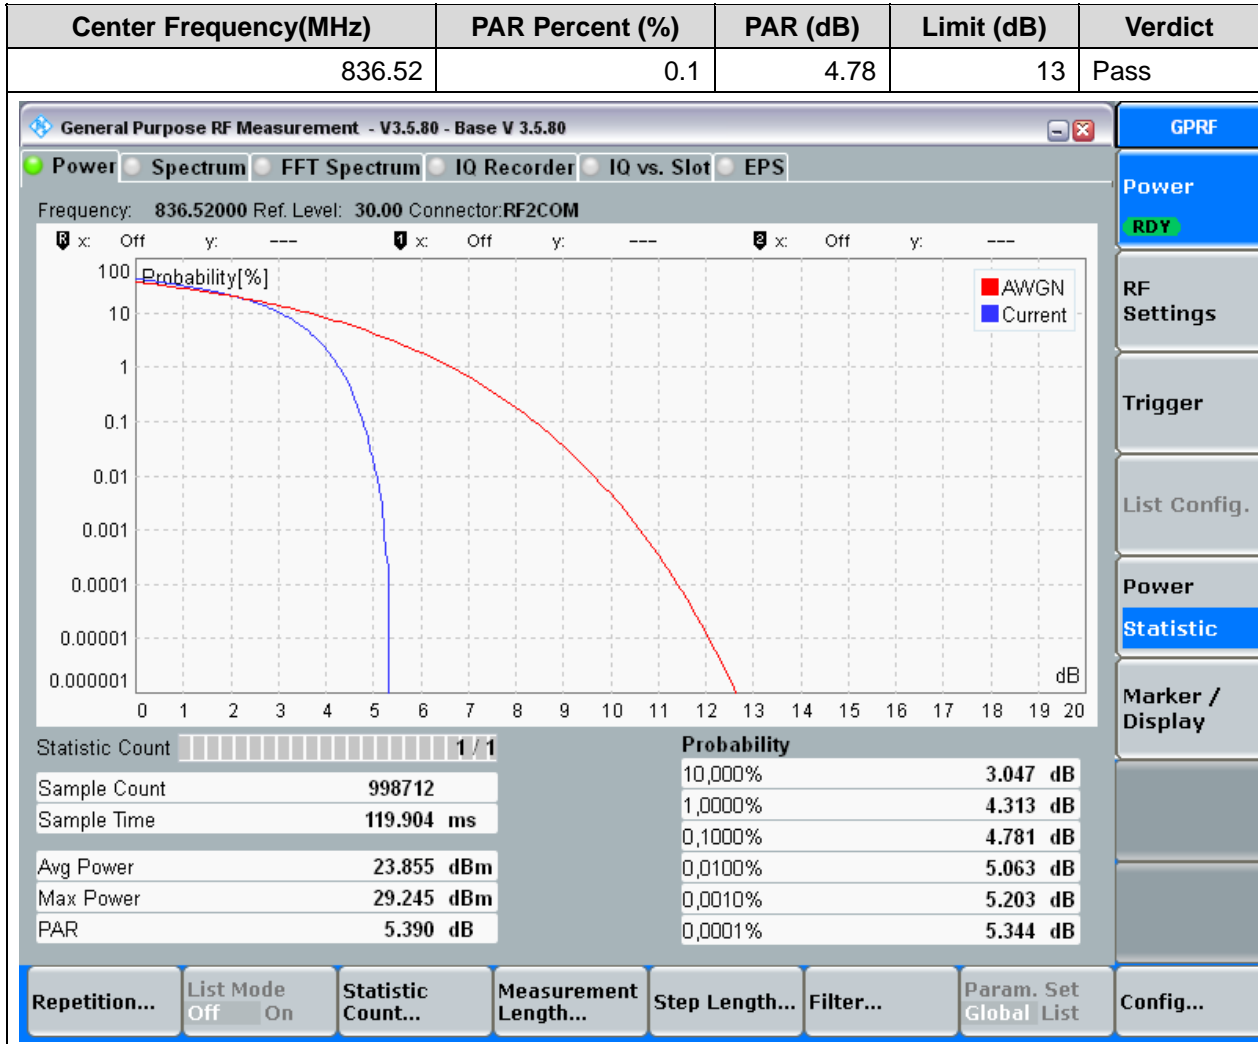 Center Frequency(MHz) PAR Percent (%) PAR (dB) Limit (dB) Verdict
836.52 0.1 4.78 13 Pass
General Purpose RF Measurement - V3.5.80 - Base V 3.5.80
GPRF
Power Spectrum FFT Spectrum IQ Recorder IQ vs. Slot EPS
Power
RDY
Frequency: 836.52000 Ref. Level: 30.00 Connector:RF2COM
R x: Off y: --- 1 x: Off y: --- 2 x: Off y: ---
Probability[%]
AWGN
Current
100
10
1
0.1
0.01
0.001
0.0001
0.00001
0.000001
dB
0 1 2 3 4 5 6 7 8 9 10 11 12 13 14 15 16 17 18 19 20
RF
Settings
Trigger
List Config.
Power
Statistic
Marker /
Display
Statistic Count 1 / 1
Sample Count 998712
Sample Time 119.904 ms
Avg Power 23.855 dBm
Max Power 29.245 dBm
PAR 5.390 dB
Probability
10,000% 3.047 dB
1,0000% 4.313 dB
0,1000% 4.781 dB
0,0100% 5.063 dB
0,0010% 5.203 dB
0,0001% 5.344 dB
Repetition...
List Mode
Off On
Statistic
Count...
Measurement
Length...
Step Length...
Filter...
Param. Set
Global List
Config...